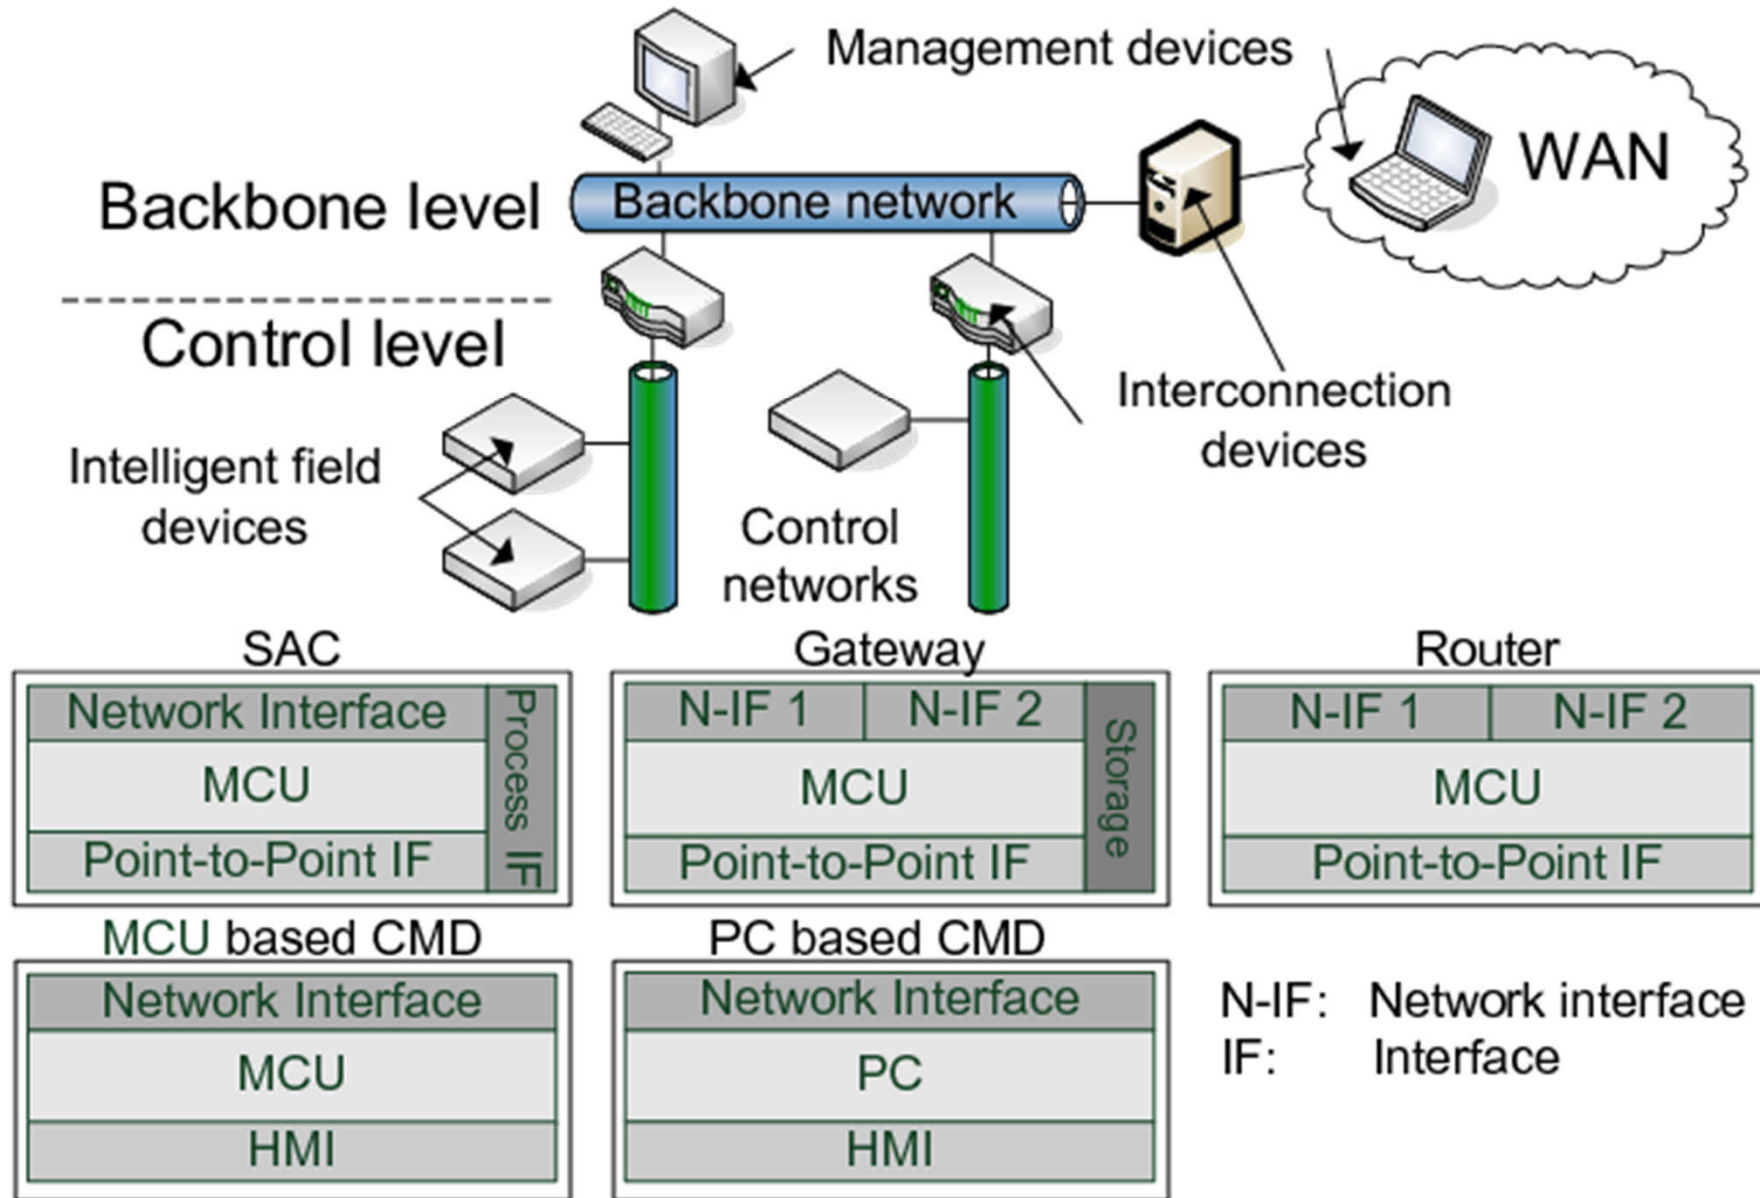 Management devices
WAN
Backbone level
Backbone network
Control level
Interconnection
devices
Intelligent field
devices
Control
networks
SAC
Network Interface
MCU
Point-to-Point IF
Process IF
Gateway
N-IF 1
N-IF 2
MCU
Point-to-Point IF
Storage
Router
N-IF 1
N-IF 2
MCU
Point-to-Point IF
MCU based CMD
Network Interface
MCU
HMI
PC based CMD
Network Interface
PC
HMI
N-IF: Network interface
IF: Interface